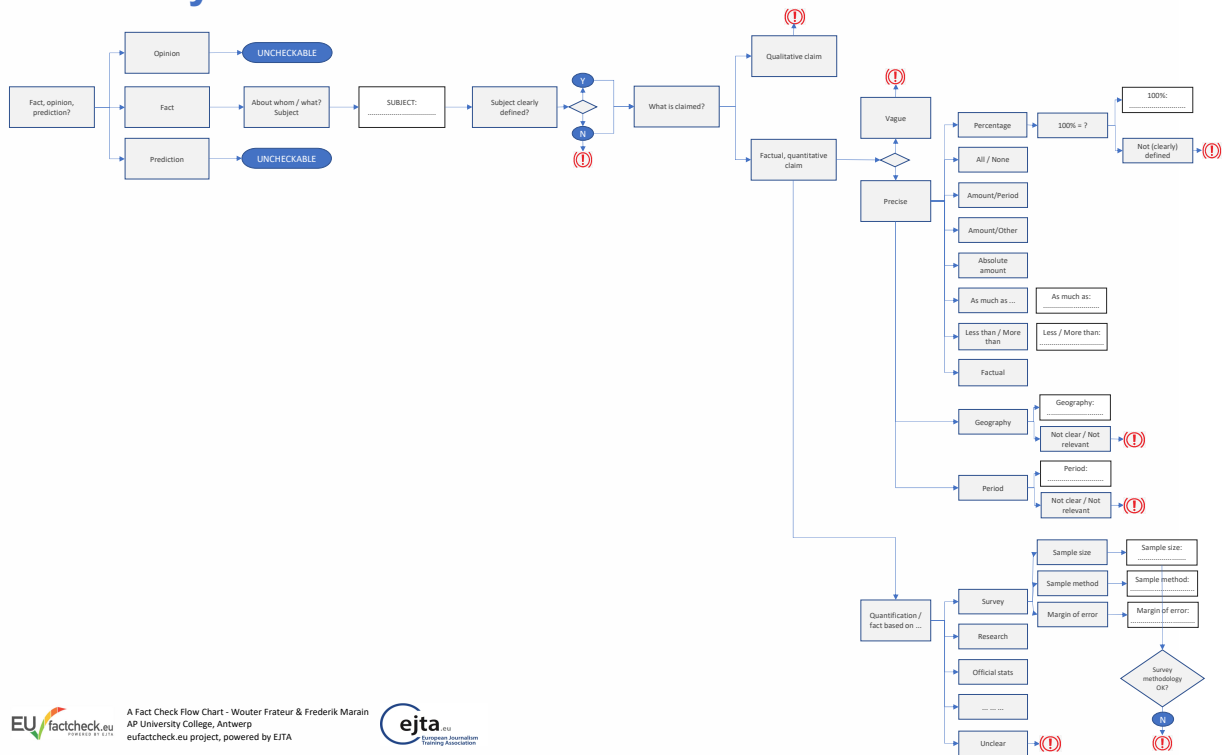 Fact, opinion,
prediction?
Opinion
UNCHECKABLE
Fact
About whom / what?
Subject
SUBJECT:
..............................
Subject clearly
defined?
Y
N
(!)
Prediction
UNCHECKABLE
What is claimed?
(!)
Qualitative claim
Factual, quantitative
claim
(!)
Vague
Precise
Percentage
100% = ?
100%:
.........................
Not (clearly)
defined
(!)
All / None
Amount/Period
Amount/Other
Absolute
amount
As much as ...
As much as:
.........................
Less than / More
than
Less / More than:
............................
Factual
Geography
Geography:
.........................
Not clear / Not
relevant
(!)
Period
Period:
.........................
Not clear / Not
relevant
(!)
Quantification /
fact based on ...
Survey
Sample size
Sample size:
.....................
Sample method
Sample method:
............................
Margin of error
Margin of error:
............................
Survey
methodology
OK?
N
(!)
Research
Official stats
... ... ...
Unclear
(!)
EU factcheck.eu
POWERED BY EJTA
A Fact Check Flow Chart - Wouter Frateur & Frederik Marain
AP University College, Antwerp
eufactcheck.eu project, powered by EJTA
ejta.eu
European Journalism
Training Association